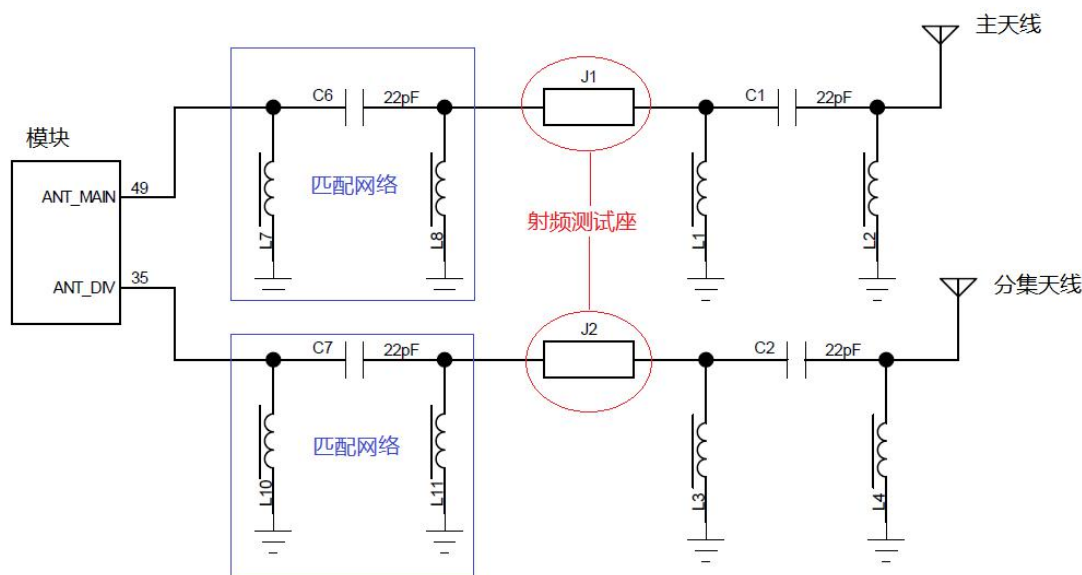 主天线
J1
C6 22pF
C1 22pF
模块
匹配网络
ANT_MAIN 49
射频测试座
L7
L8
L1
L2
ANT_DIV 35
分集天线
J2
C7 22pF
C2 22pF
匹配网络
L10
L11
L3
L4